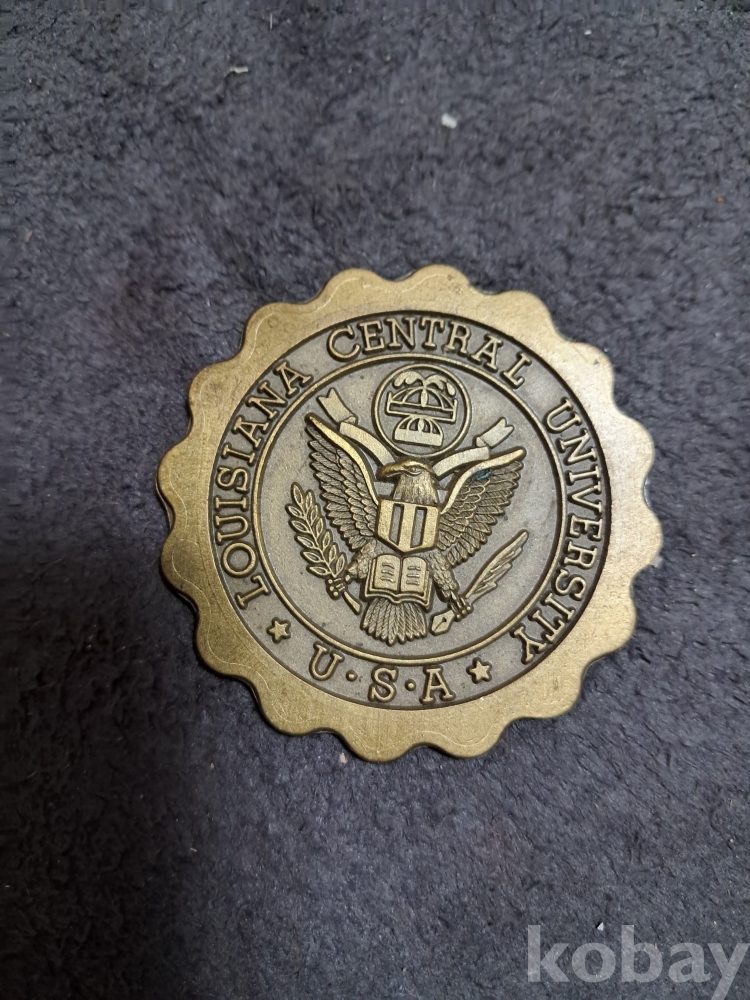 LOUISIANA CENTRAL UNIVERSITY
★ U·S·A ★
kobay